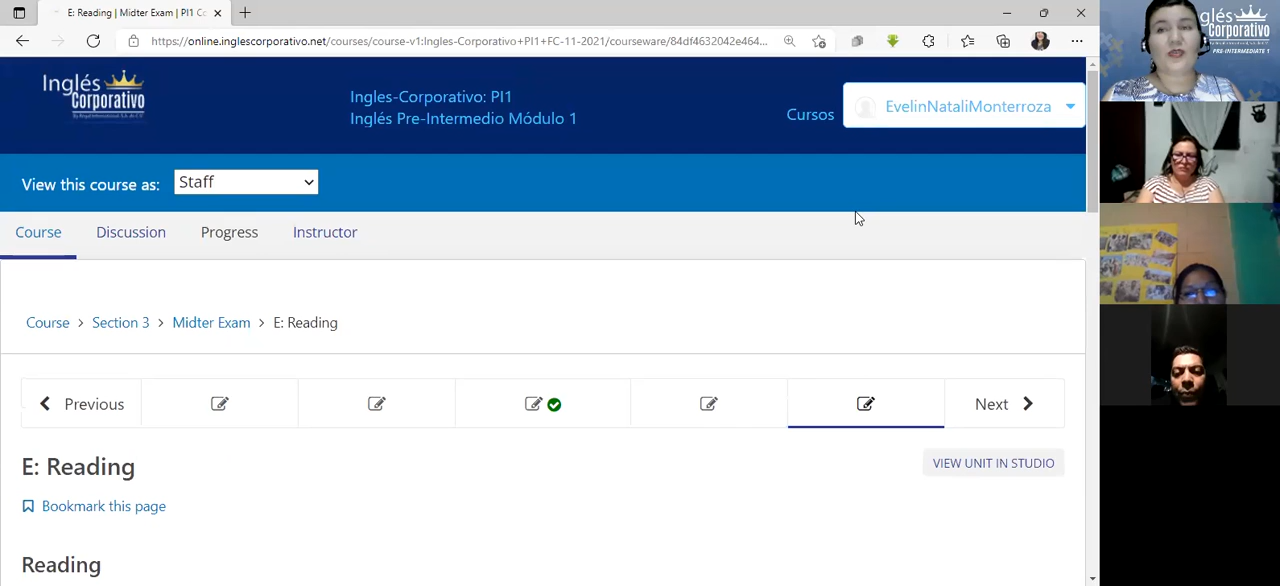 E: Reading | Midter Exam | PI1 Co
https://online.inglescorporativo.net/courses/course-v1:Ingles-Corporativo+PI1+FC-11-2021/courseware/84df4632042e464...
Inglés
Corporativo
Ingles-Corporativo: PI1
Inglés Pre-Intermedio Módulo 1
Cursos
EvelinNataliMonterroza
View this course as:
Staff
Course
Discussion
Progress
Instructor
Course > Section 3 > Midter Exam > E: Reading
Previous
Next
E: Reading
VIEW UNIT IN STUDIO
Bookmark this page
Reading
glés
Corporativo
PRE-INTERMEDIATE 1